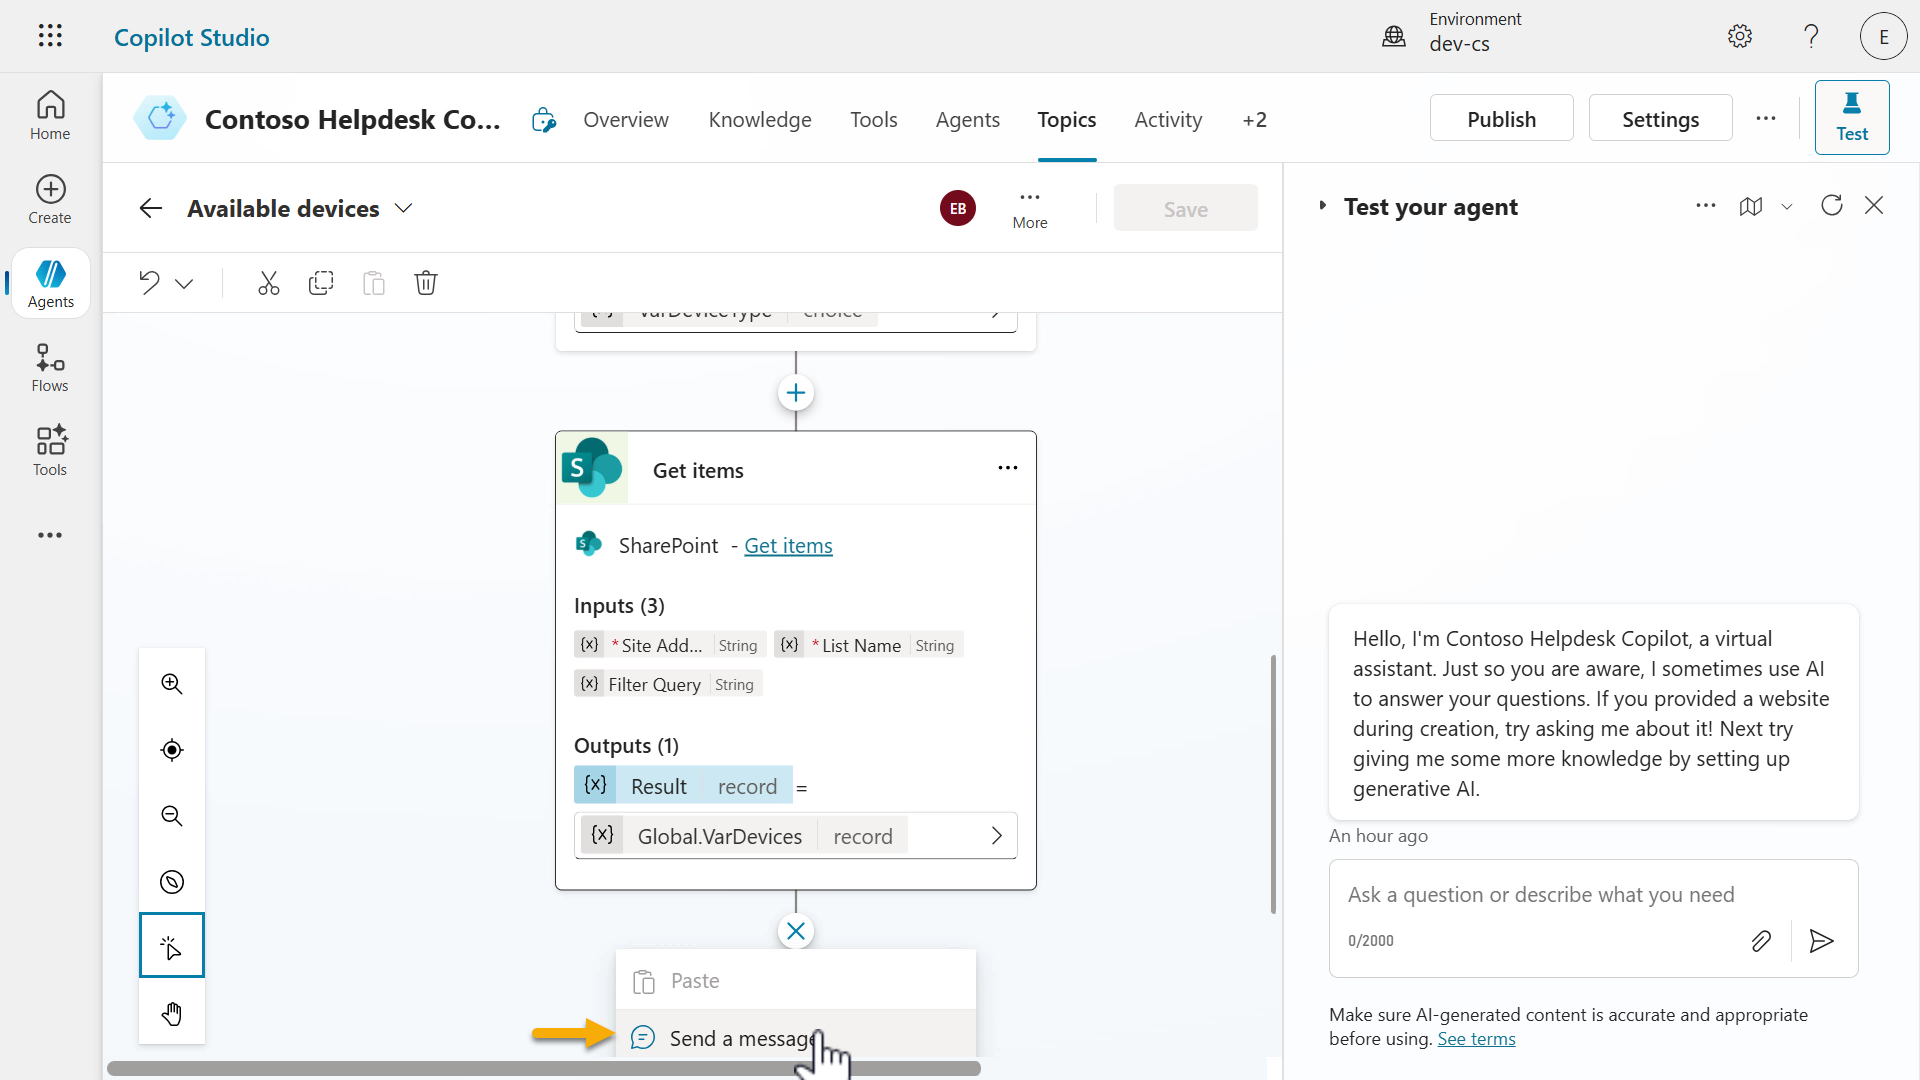 Copilot Studio
Environment
dev-cs
E
Home
Create
Agents
Flows
Tools
Contoso Helpdesk Co...
Overview
Knowledge
Tools
Agents
Topics
Activity
+2
Publish
Settings
Test
Available devices
EB
More
Save
VarDeviceType choice
Get items
SharePoint - Get items
Inputs (3)
{x} * Site Add... String {x} * List Name String
{x} Filter Query String
Outputs (1)
{x} Result record =
{x} Global.VarDevices record
Paste
Send a message
Test your agent
Hello, I'm Contoso Helpdesk Copilot, a virtual
assistant. Just so you are aware, I sometimes use AI
to answer your questions. If you provided a website
during creation, try asking me about it! Next try
giving me some more knowledge by setting up
generative AI.
An hour ago
Ask a question or describe what you need
0/2000
Make sure AI-generated content is accurate and appropriate
before using. See terms